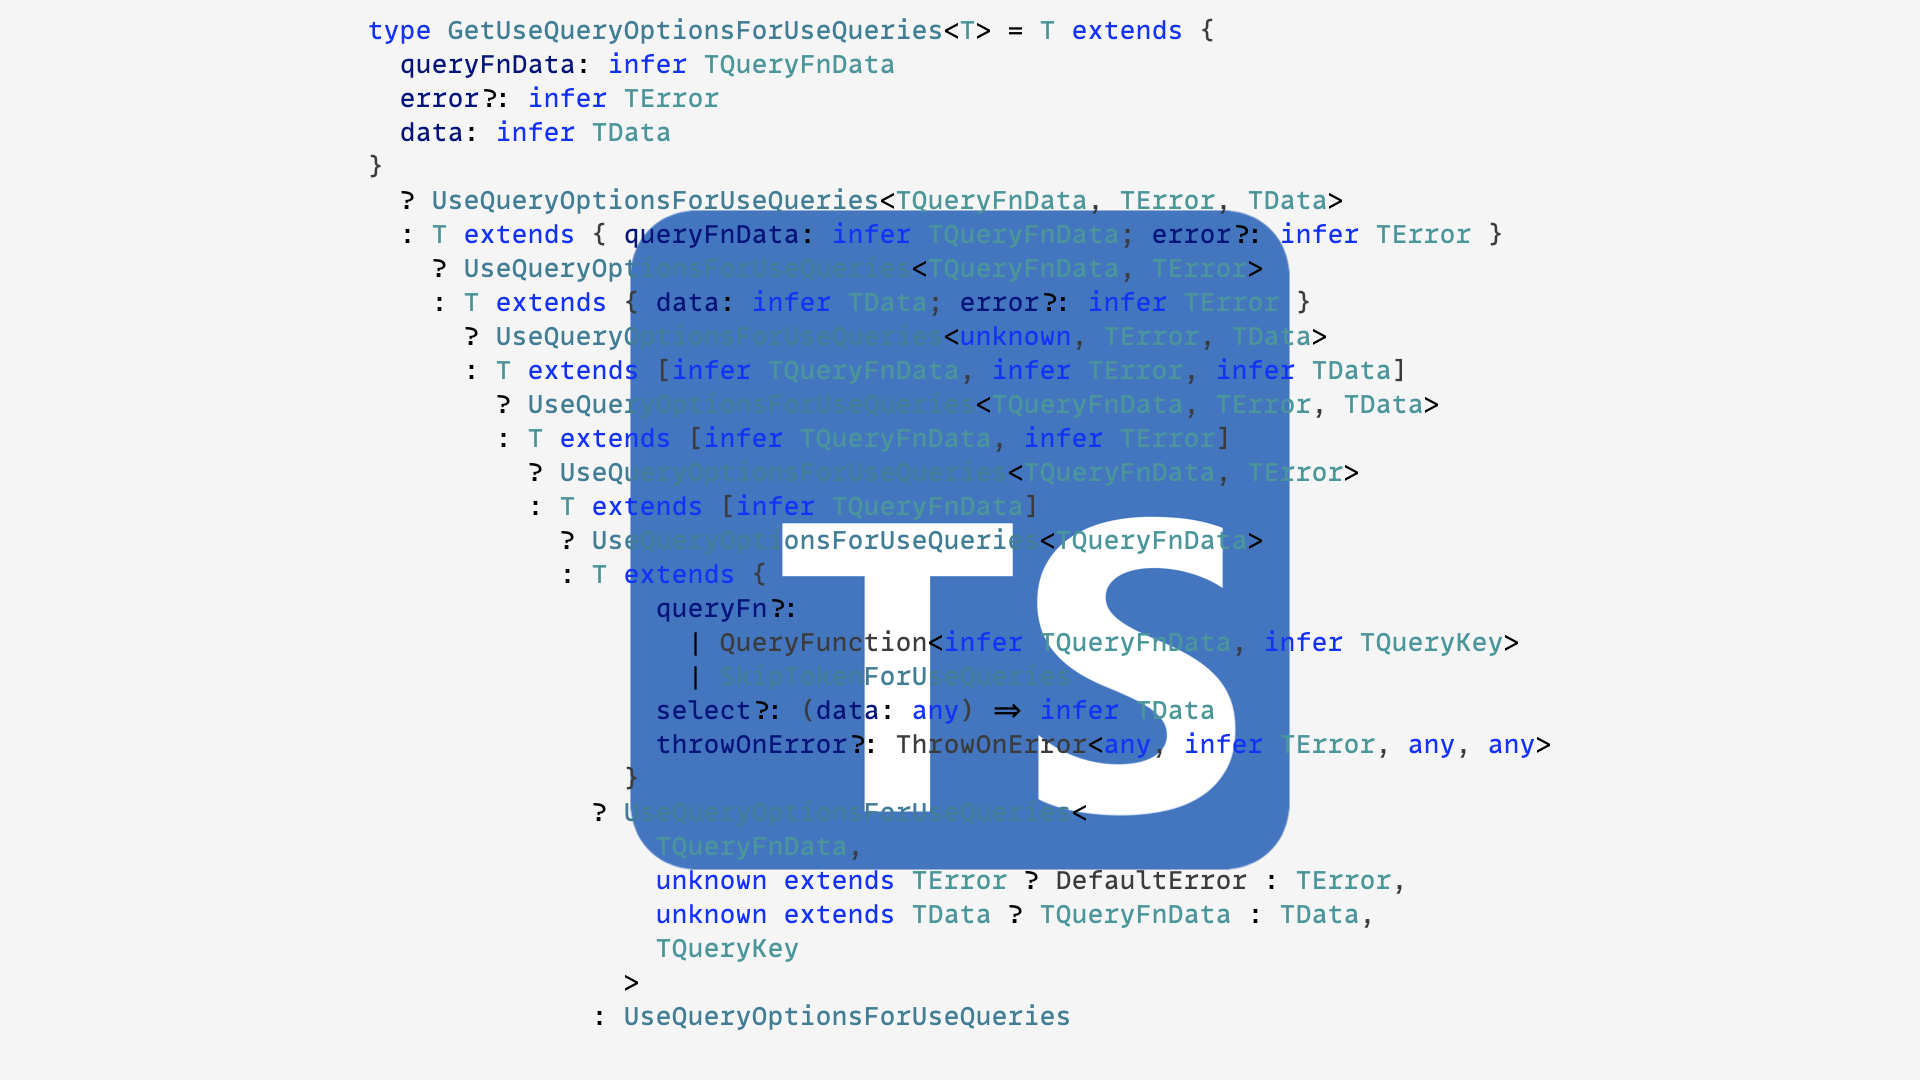 type GetUseQueryOptionsForUseQueries<T> = T extends {
queryFnData: infer TQueryFnData
error?: infer TError
data: infer TData
}
? UseQueryOptionsForUseQueries<TQueryFnData, TError, TData>
: T extends { queryFnData: infer TQueryFnData; error?: infer TError }
? UseQueryOptionsForUseQueries<TQueryFnData, TError>
: T extends { data: infer TData; error?: infer TError }
? UseQueryOptionsForUseQueries<unknown, TError, TData>
: T extends [infer TQueryFnData, infer TError, infer TData]
? UseQueryOptionsForUseQueries<TQueryFnData, TError, TData>
: T extends [infer TQueryFnData, infer TError]
? UseQueryOptionsForUseQueries<TQueryFnData, TError>
: T extends [infer TQueryFnData]
? UseQueryOptionsForUseQueries<TQueryFnData>
: T extends {
queryFn?:
| QueryFunction<infer TQueryFnData, infer TQueryKey>
| SkipTokenForUseQueries
select?: (data: any) => infer TData
throwOnError?: ThrowOnError<any, infer TError, any, any>
}
? UseQueryOptionsForUseQueries<
TQueryFnData,
unknown extends TError ? DefaultError : TError,
unknown extends TData ? TQueryFnData : TData,
TQueryKey
>
: UseQueryOptionsForUseQueries
TS